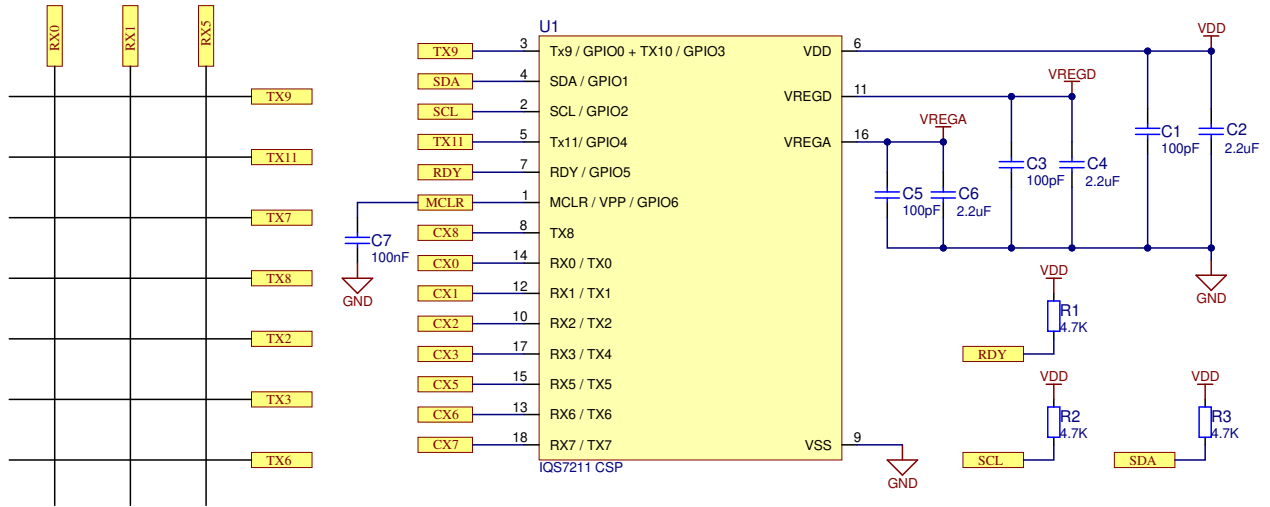 RX0
RX1
RX5
TX9
TX11
TX7
TX8
TX2
TX3
TX6
C7
100nF
GND
U1
TX9 3 Tx9 / GPIO0 + TX10 / GPIO3
SDA 4 SDA / GPIO1
SCL 2 SCL / GPIO2
TX11 5 Tx11/ GPIO4
RDY 7 RDY / GPIO5
MCLR 1 MCLR / VPP / GPIO6
CX8 8 TX8
CX0 14 RX0 / TX0
CX1 12 RX1 / TX1
CX2 10 RX2 / TX2
CX3 17 RX3 / TX4
CX5 15 RX5 / TX5
CX6 13 RX6 / TX6
CX7 18 RX7 / TX7
IQS7211 CSP
VDD 6
VREGD 11
VREGA 16
VSS 9
GND
VREGA
C5
100pF
C6
2.2uF
VREGD
C3
100pF
C4
2.2uF
VDD
C1
100pF
C2
2.2uF
GND
VDD
R1
4.7K
RDY
VDD
R2
4.7K
SCL
VDD
R3
4.7K
SDA